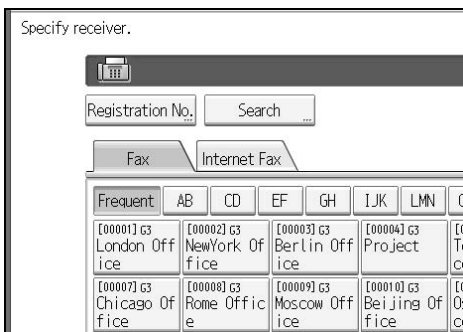 Specify receiver.
Registration No.
Search
Fax
Internet Fax
Frequent AB CD EF GH IJK LMN
[00001] G3 [00002] G3 [00003] G3 [00004] G3
London Off NewYork Of Berlin Off Project
ice ffice ice
[00007] G3 [00008] G3 [00009] G3 [00010] G3
Chicago Of Rome Offic Moscow Off Beijing Of
fice e ice fice